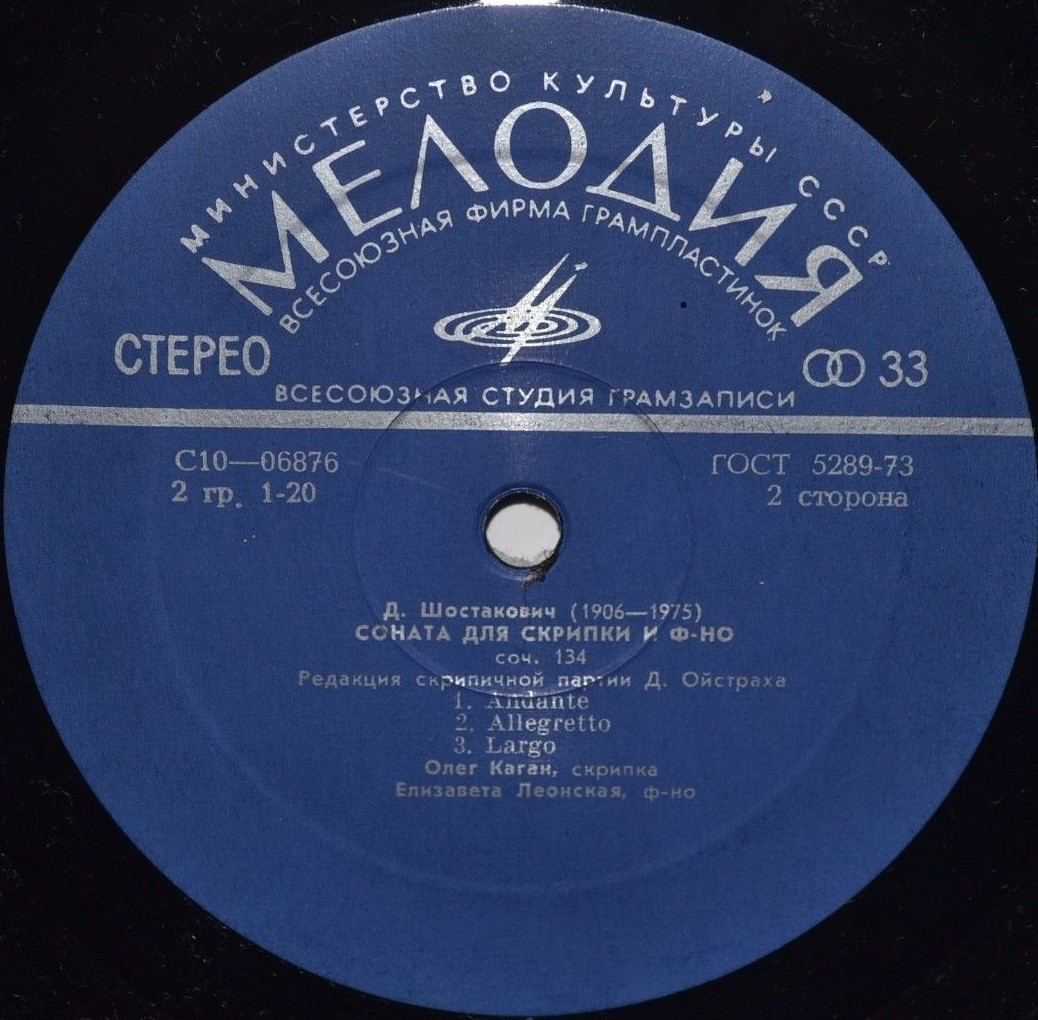 МИНИСТЕРСТВО КУЛЬТУРЫ СССР
МЕЛОДИЯ
ВСЕСОЮЗНАЯ ФИРМА ГРАМПЛАСТИНОК
СТЕРЕО
33
ВСЕСОЮЗНАЯ СТУДИЯ ГРАМЗАПИСИ
С10—06876
ГОСТ 5289-73
2 гр. 1-20
2 сторона
Д. Шостакович (1906—1975)
СОНАТА ДЛЯ СКРИПКИ И Ф-НО
соч. 134
Редакция скрипичной партии Д. Ойстраха
1. Andante
2. Allegretto
3. Largo
Олег Каган, скрипка
Елизавета Леонская, ф-но